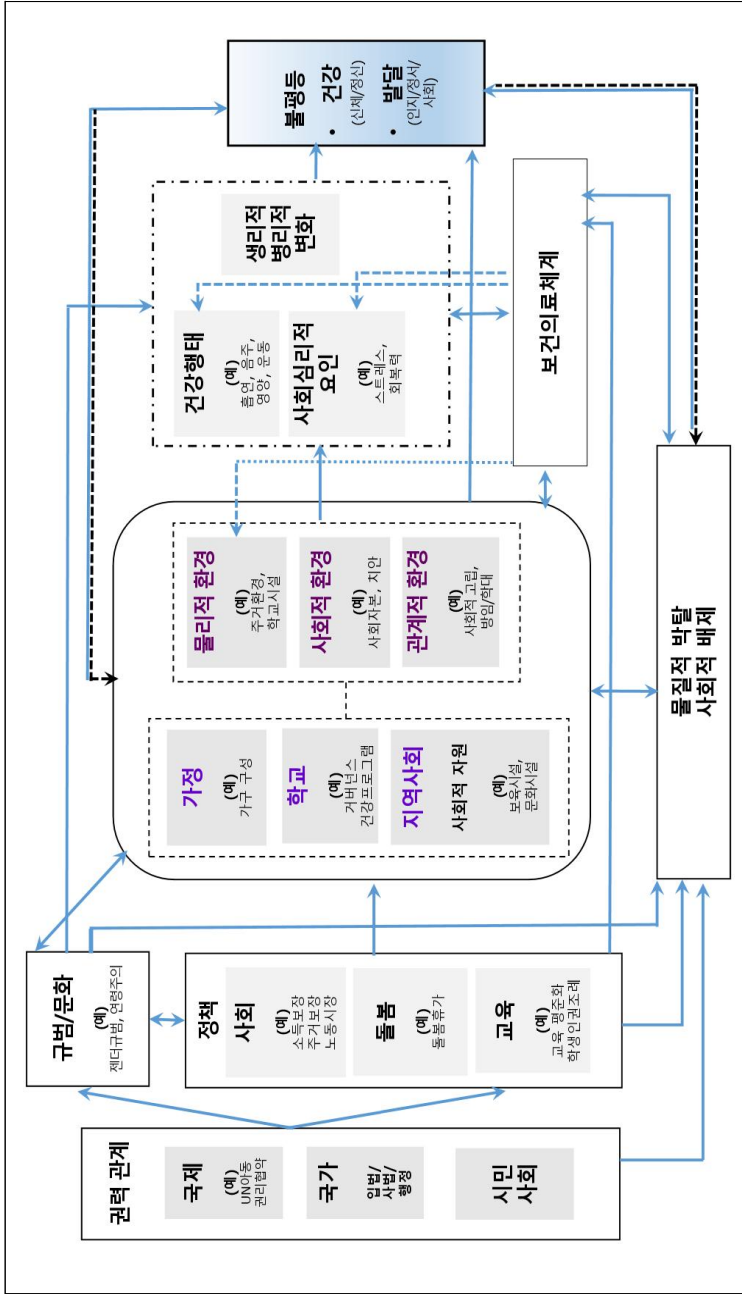 권력 관계
국제
(예)
UN아동
권리협약
국가
입법/
사법/
행정
시민
사회
규범/문화
(예)
젠더규범, 연령주의
정책
사회
(예)
소득보장
주거보장
노동시장
돌봄
(예)
돌봄휴가
교육
(예)
교육 평준화
학생인권조례
가정
(예)
가구 구성
학교
(예)
거버넌스
건강프로그램
지역사회
사회적 자원
(예)
보육시설,
문화시설
물리적 환경
(예)
주거환경,
학교시설
사회적 환경
(예)
사회자본, 치안
관계적 환경
(예)
사회적 고립,
방임/학대
건강행태
(예)
흡연, 음주,
영양, 운동
사회심리적
요인
(예)
스트레스,
회복력
생리적
병리적
변화
보건의료체계
물질적 박탈
사회적 배제
불평등
• 건강
(신체/정신)
• 발달
(인지/정서/
사회)